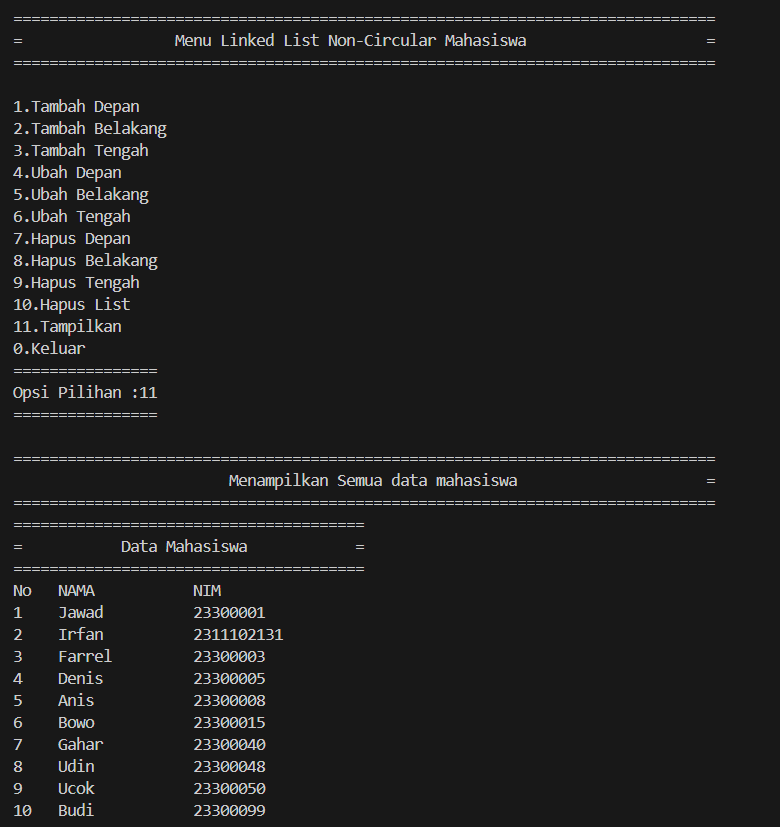 ==============================================================================
=                 Menu Linked List Non-Circular Mahasiswa                    =
==============================================================================
1.Tambah Depan
2.Tambah Belakang
3.Tambah Tengah
4.Ubah Depan
5.Ubah Belakang
6.Ubah Tengah
7.Hapus Depan
8.Hapus Belakang
9.Hapus Tengah
10.Hapus List
11.Tampilkan
0.Keluar
================
Opsi Pilihan :11
================
==============================================================================
                        Menampilkan Semua data mahasiswa                     =
==============================================================================
=======================================
=           Data Mahasiswa            =
=======================================
No   NAMA           NIM
1    Jawad          23300001
2    Irfan          2311102131
3    Farrel         23300003
4    Denis          23300005
5    Anis           23300008
6    Bowo           23300015
7    Gahar          23300040
8    Udin           23300048
9    Ucok           23300050
10   Budi           23300099